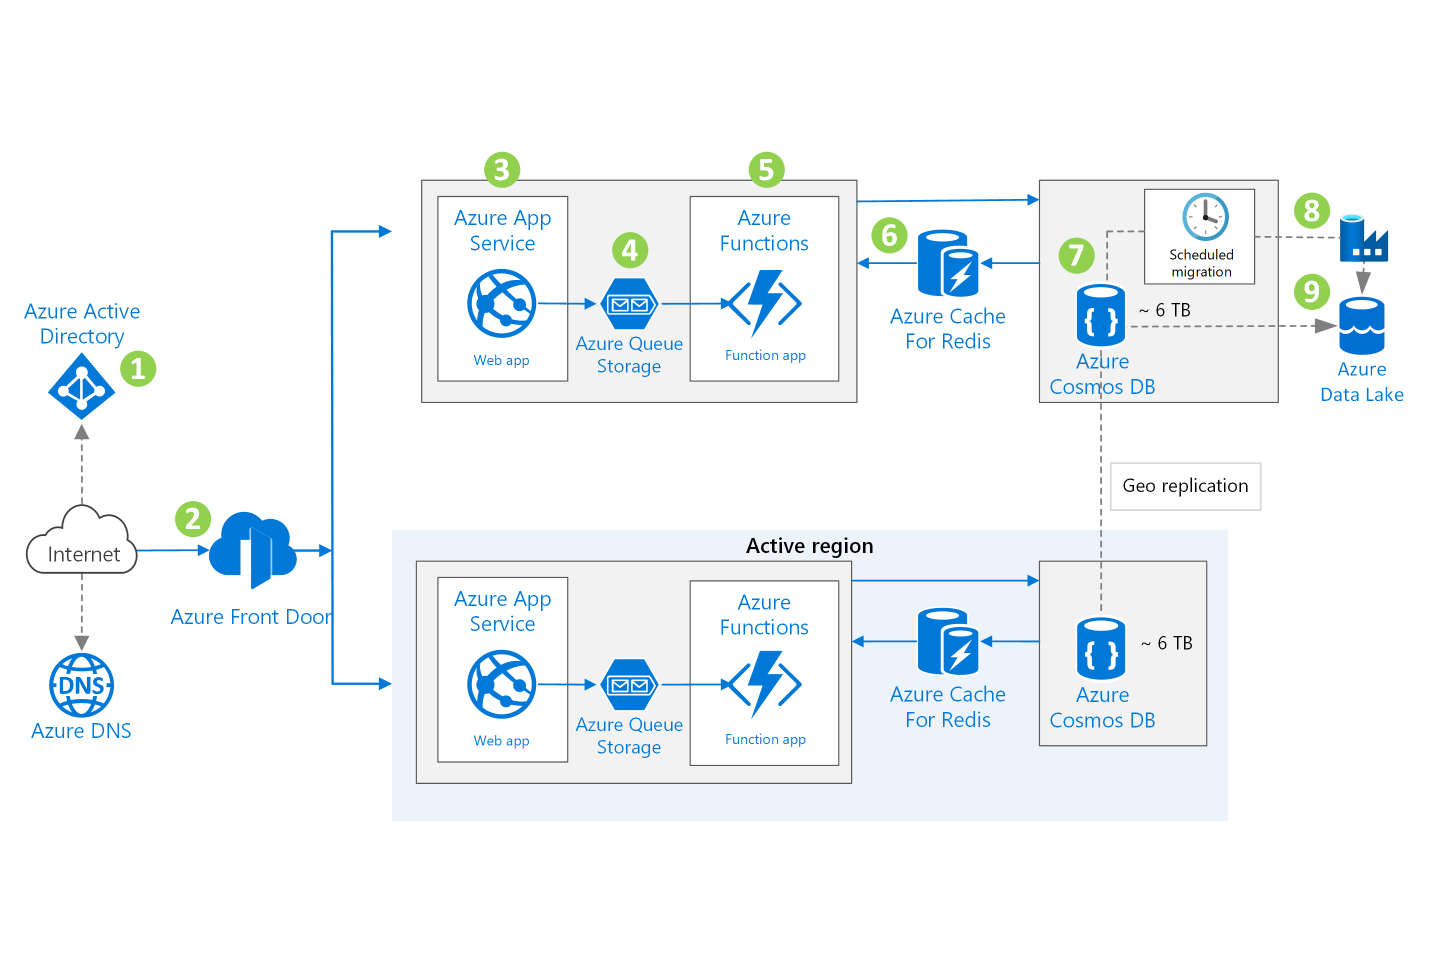 3
5
Azure App
Service
4
Azure
Functions
Web app
Azure Queue
Storage
Function app
6
Azure Cache
For Redis
7
Scheduled
migration
~ 6 TB
Azure
Cosmos DB
8
9
Azure
Data Lake
Azure Active
Directory
1
2
Internet
Azure Front Door
DNS
Azure DNS
Geo replication
Active region
Azure App
Service
Azure
Functions
Web app
Azure Queue
Storage
Function app
Azure Cache
For Redis
~ 6 TB
Azure
Cosmos DB